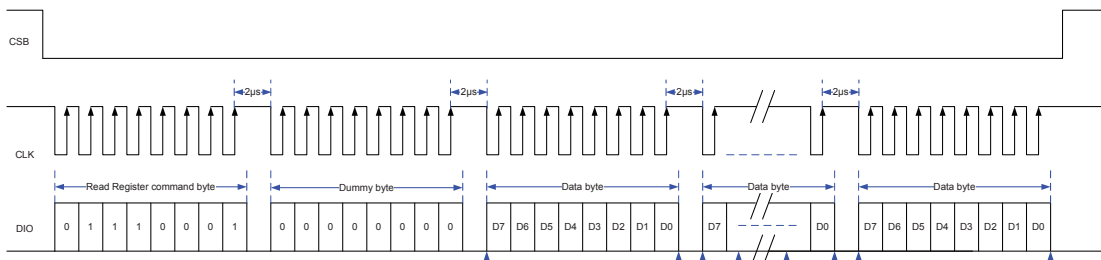 CSB
2µs 2µs 2µs 2µs
CLK
Read Register command byte Dummy byte Data byte Data byte Data byte
DIO 0 1 1 1 0 0 0 1 0 0 0 0 0 0 0 0 D7 D6 D5 D4 D3 D2 D1 D0 D7 D0 D7 D6 D5 D4 D3 D2 D1 D0